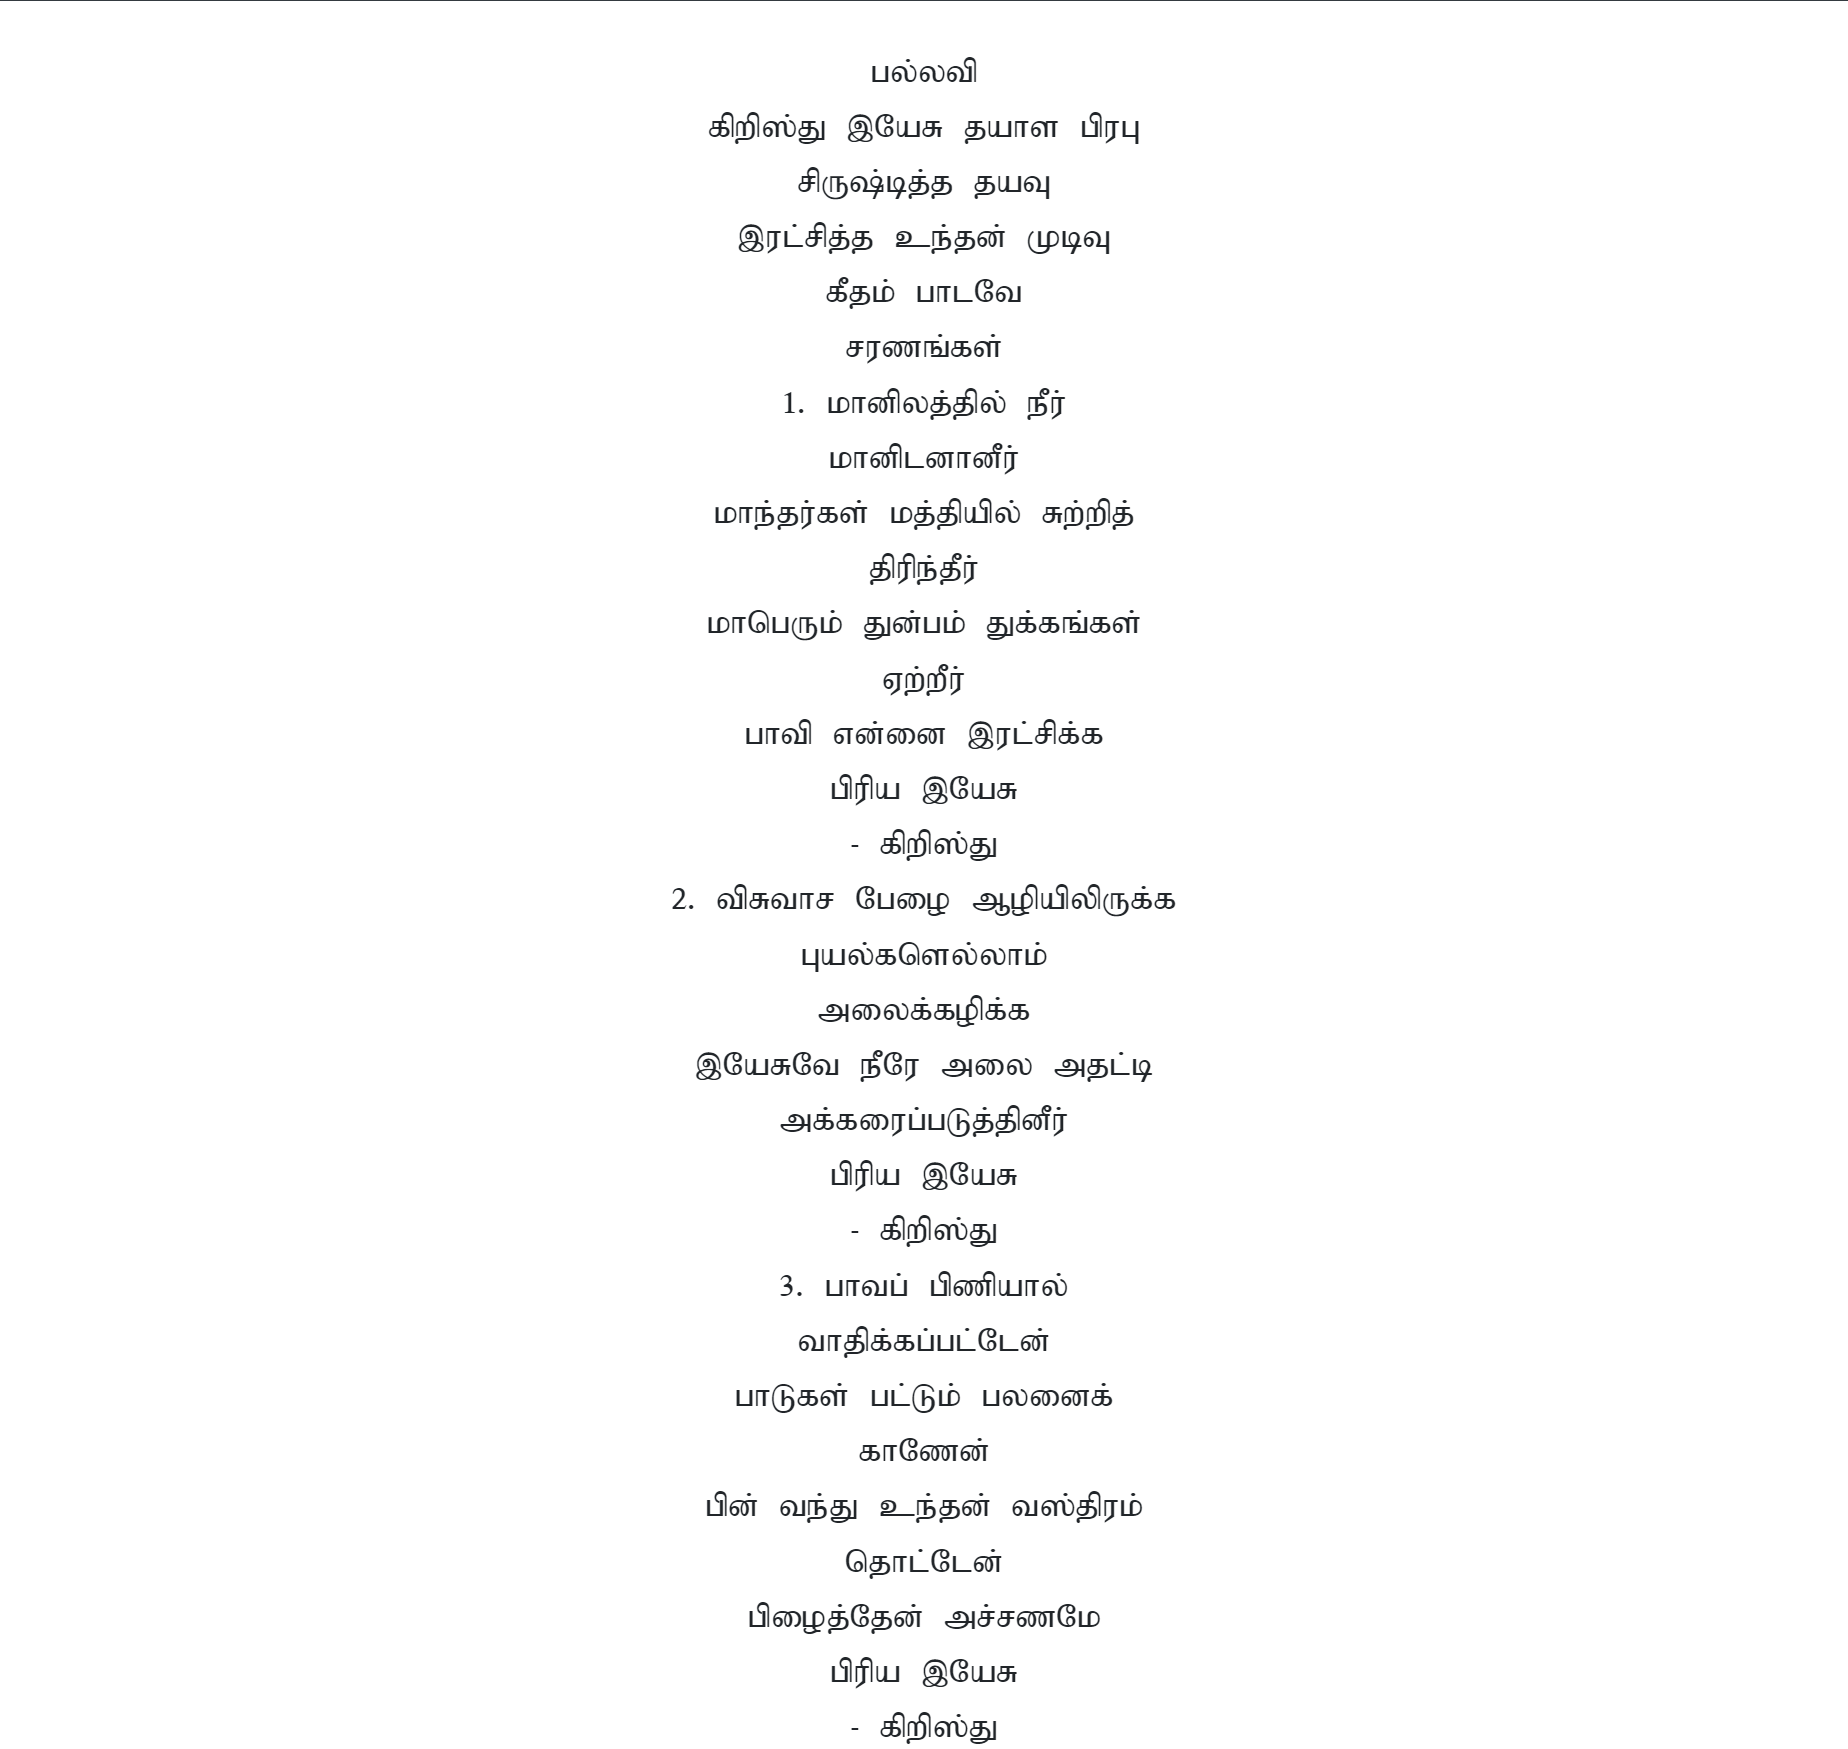 பல்லவி
கிறிஸ்து இயேசு தயாள பிரபு
சிருஷ்டித்த தயவு
இரட்சித்த உந்தன் முடிவு
கீதம் பாடவே
சரணங்கள்
1. மானிலத்தில் நீர்
மானிடனானீர்
மாந்தர்கள் மத்தியில் சுற்றித்
திரிந்தீர்
மாபெரும் துன்பம் துக்கங்கள்
ஏற்றீர்
பாவி என்னை இரட்சிக்க
பிரிய இயேசு
- கிறிஸ்து
2. விசுவாச பேழை ஆழியிலிருக்க
புயல்களெல்லாம்
அலைக்கழிக்க
இயேசுவே நீரே அலை அதட்டி
அக்கரைப்படுத்தினீர்
பிரிய இயேசு
- கிறிஸ்து
3. பாவப் பிணியால்
வாதிக்கப்பட்டேன்
பாடுகள் பட்டும் பலனைக்
காணேன்
பின் வந்து உந்தன் வஸ்திரம்
தொட்டேன்
பிழைத்தேன் அச்சணமே
பிரிய இயேசு
- கிறிஸ்து